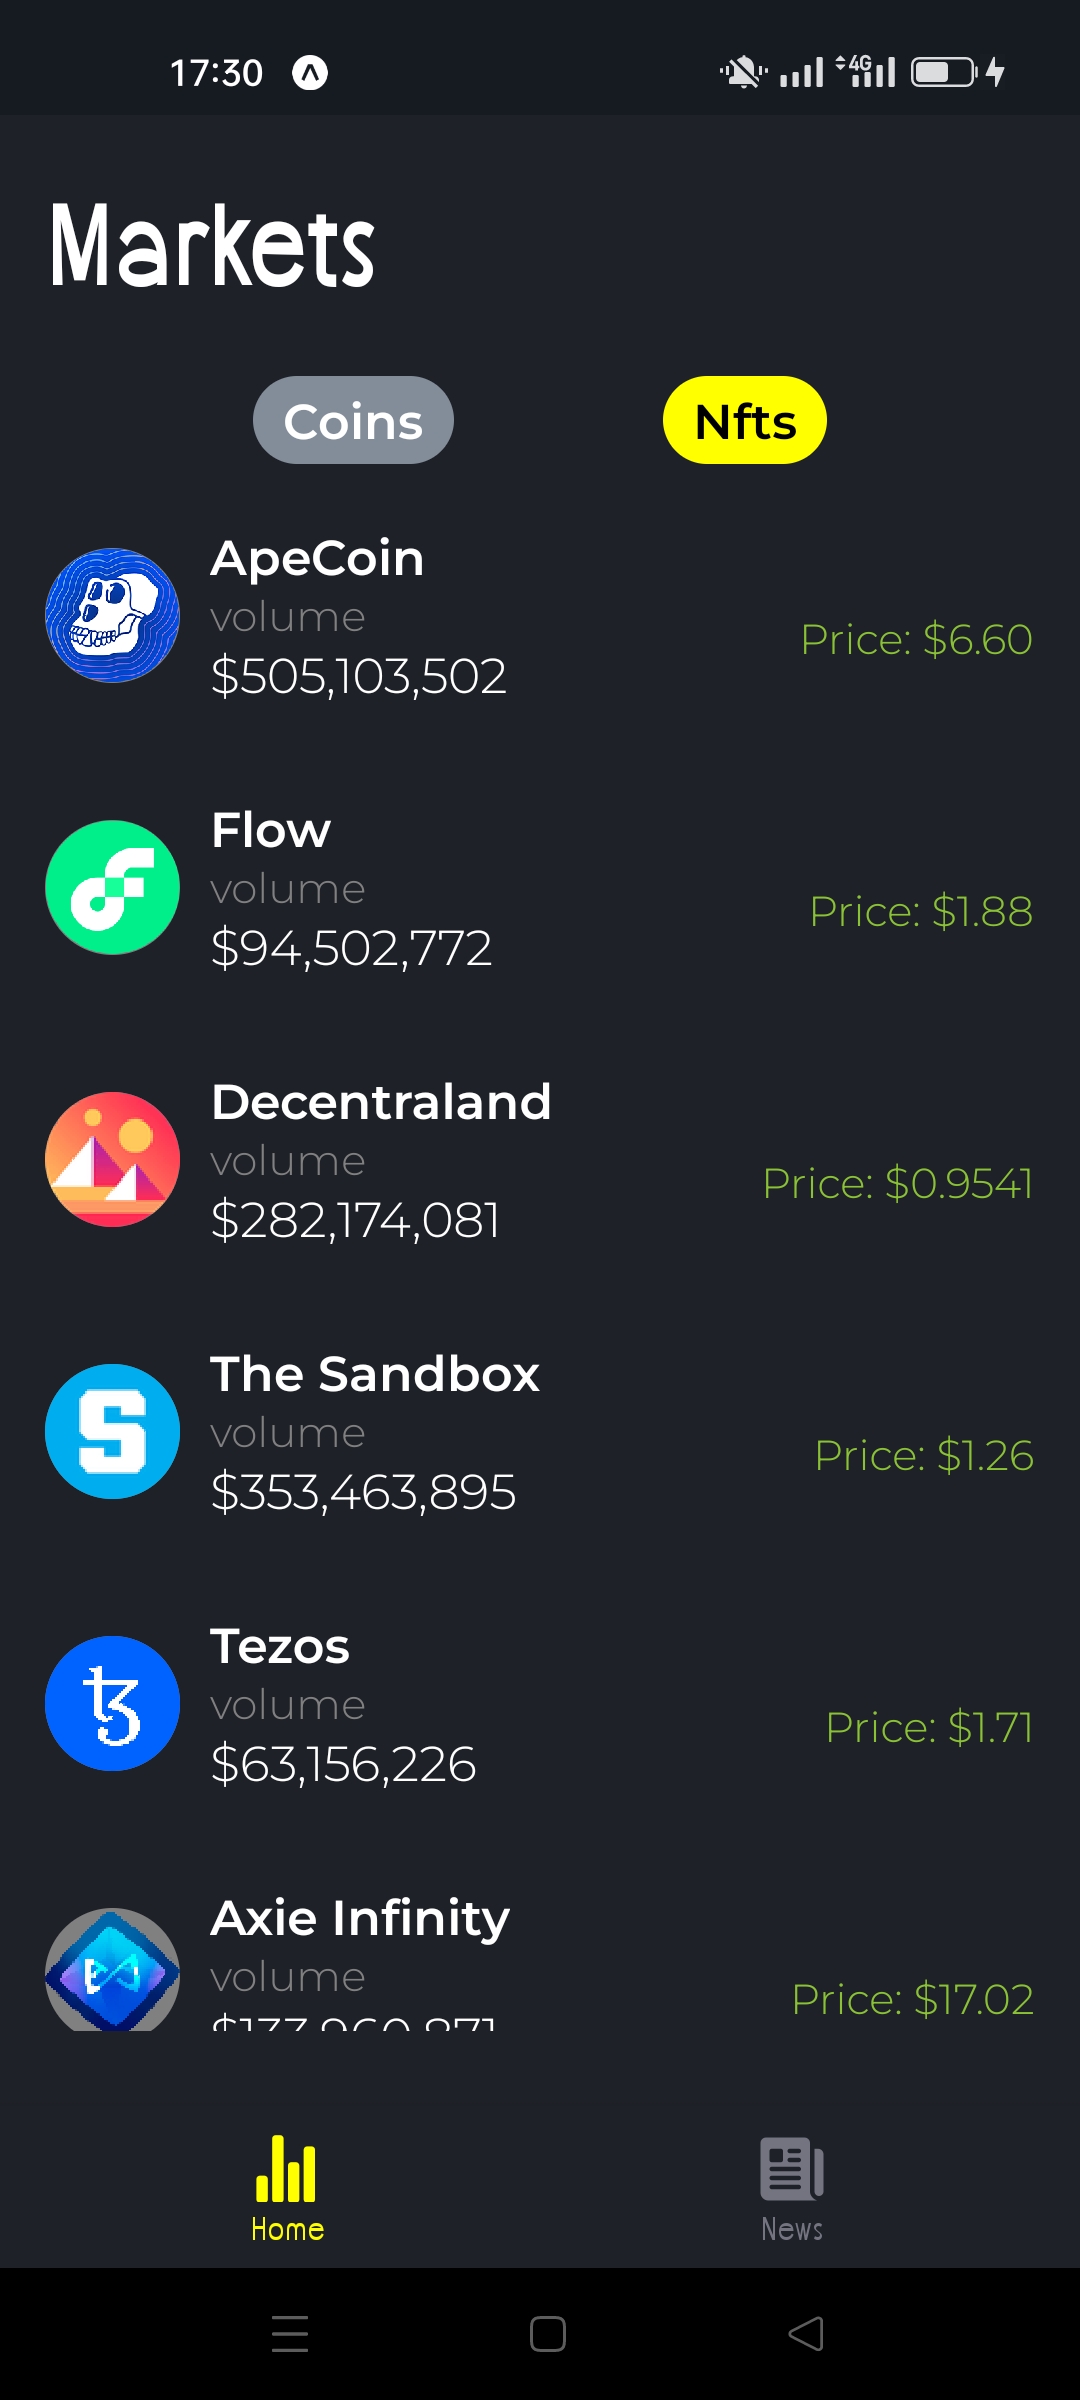 17:30
4G
Markets
Coins
Nfts
ApeCoin
volume
$505,103,502
Price: $6.60
Flow
volume
$94,502,772
Price: $1.88
Decentraland
volume
$282,174,081
Price: $0.9541
The Sandbox
volume
$353,463,895
Price: $1.26
Tezos
volume
$63,156,226
Price: $1.71
Axie Infinity
volume
Price: $17.02
Home
News